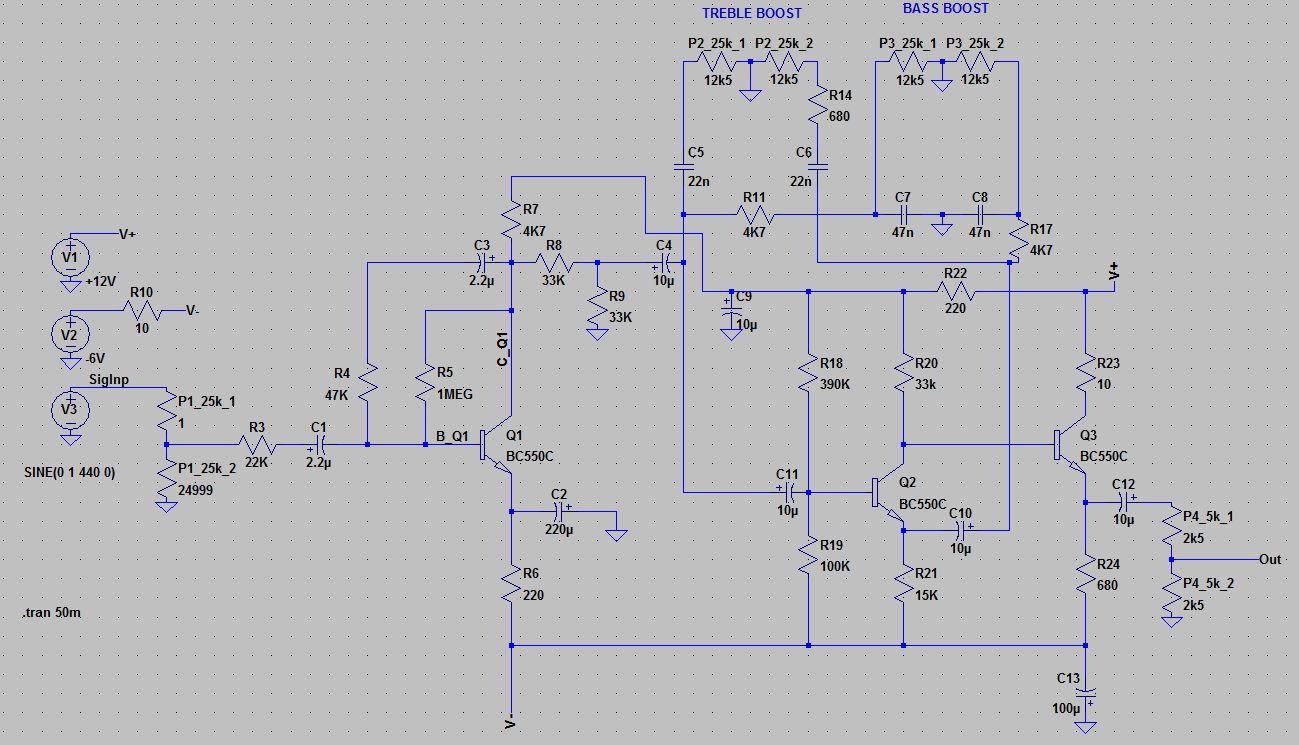 TREBLE BOOST
BASS BOOST
P2_25k_1
12k5
P2_25k_2
12k5
P3_25k_1
12k5
P3_25k_2
12k5
R14
680
C5
22n
C6
22n
R11
4K7
C7
47n
C8
47n
R17
4K7
R7
4K7
V1
+12V
V+
C3
2.2µ
R8
33K
C4
10µ
R9
33K
R22
220
V+
C9
10µ
R10
10
V-
V2
-6V
C_Q1
R4
47K
R5
1MEG
R18
390K
R20
33k
R23
10
SigInp
V3
P1_25k_1
1
R3
22K
C1
2.2µ
B_Q1
Q1
BC550C
Q3
BC550C
SINE(0 1 440 0)
P1_25k_2
24999
C2
220µ
C11
10µ
Q2
BC550C
C10
10µ
C12
10µ
P4_5k_1
2k5
Out
R6
220
R19
100K
R21
15K
R24
680
P4_5k_2
2k5
.tran 50m
V-
C13
100µ